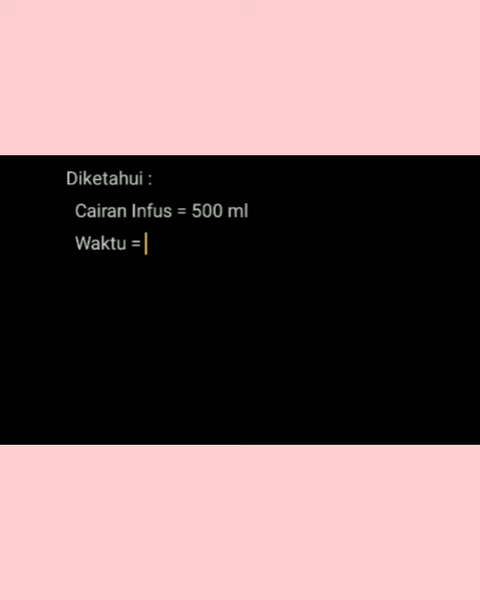 Diketahui :
Cairan Infus = 500 ml
Waktu =